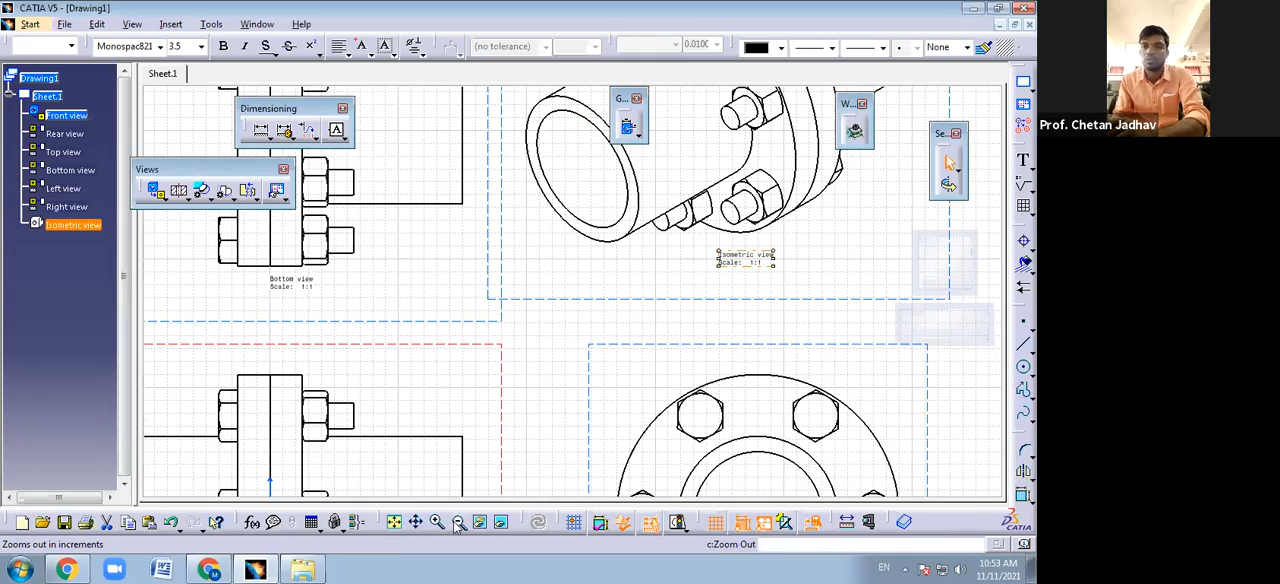 CATIA V5 - [Drawing1]
Start File Edit View Insert Tools Window Help
Monospac821 3.5 B I S S (no tolerance) 0.010 None
Drawing1
Sheet.1
Front view
Rear view
Top view
Bottom view
Left view
Right view
Isometric view
Sheet.1
Dimensioning
Views
G...
W...
Se...
Isometric view
Scale: 1:1
Bottom view
Scale: 1:1
Prof. Chetan Jadhav
Zooms out in increments
c:Zoom Out
CATIA
EN
10:53 AM
11/11/2021